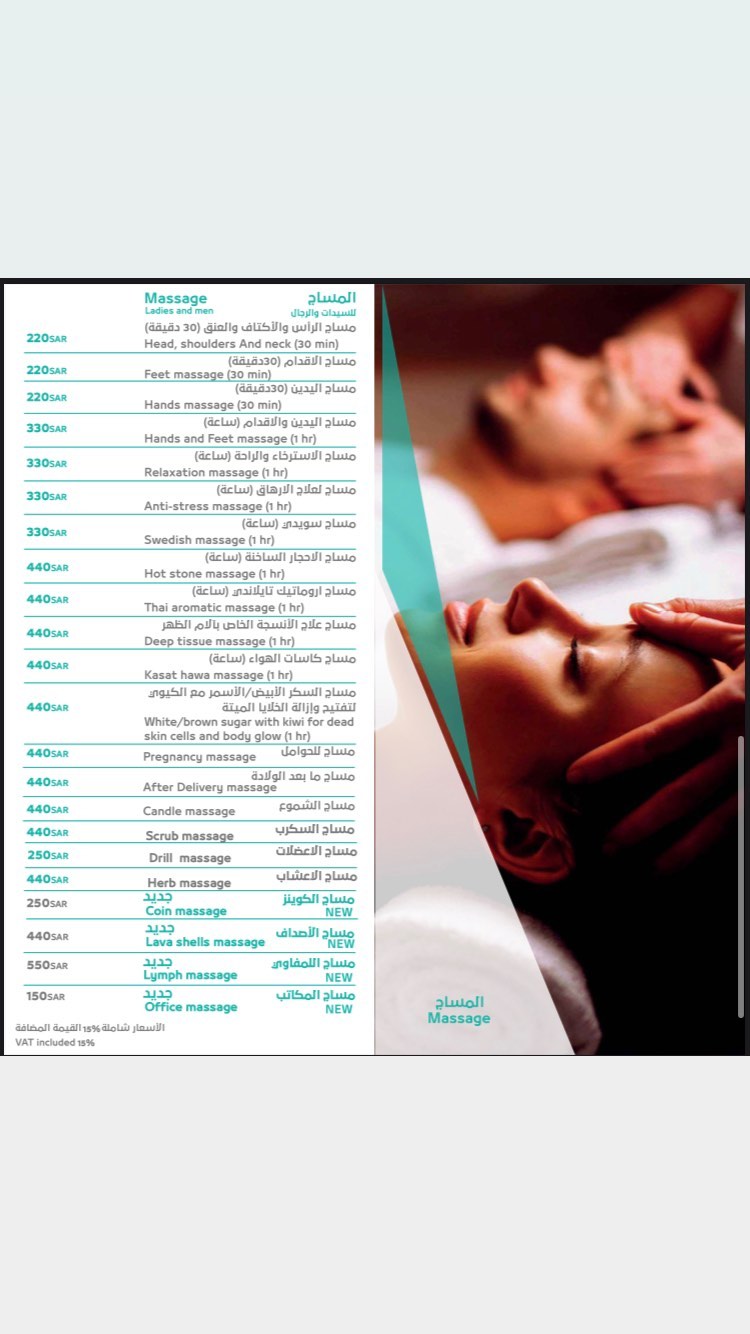 Massage المساج
Ladies and men للسيدات والرجال
مساج الرأس والأكتاف والعنق (30 دقيقة)
220SAR Head, shoulders And neck (30 min)
مساج الاقدام (30دقيقة)
220SAR Feet massage (30 min)
مساج اليدين (30دقيقة)
220SAR Hands massage (30 min)
مساج اليدين والاقدام (ساعة)
330SAR Hands and Feet massage (1 hr)
مساج الاسترخاء والراحة (ساعة)
330SAR Relaxation massage (1 hr)
مساج لعلاج الارهاق (ساعة)
330SAR Anti-stress massage (1 hr)
مساج سويدي (ساعة)
330SAR Swedish massage (1 hr)
مساج الاحجار الساخنة (ساعة)
440SAR Hot stone massage (1 hr)
مساج اروماتيك تايلاندي (ساعة)
440SAR Thai aromatic massage (1 hr)
مساج علاج الأنسجة الخاص بالام الظهر
440SAR Deep tissue massage (1 hr)
مساج كاسات الهواء (ساعة)
440SAR Kasat hawa massage (1 hr)
مساج السكر الأبيض/الأسمر مع الكيوي
440SAR لتفتيح وإزالة الخلايا الميتة
White/brown sugar with kiwi for dead
skin cells and body glow (1 hr)
440SAR Pregnancy massage مساج للحوامل
مساج ما بعد الولادة
440SAR After Delivery massage
440SAR Candle massage مساج الشموع
440SAR Scrub massage مساج السكرب
250SAR Drill massage مساج الاعضلات
440SAR Herb massage مساج الاعشاب
250SAR جديد مساج الكوينز
Coin massage NEW
440SAR جديد مساج الأصداف
Lava shells massage NEW
550SAR جديد مساج اللمفاوي
Lymph massage NEW
150SAR جديد مساج المكاتب
Office massage NEW
الأسعار شاملة 15% القيمة المضافة
VAT included 15%
المساج
Massage